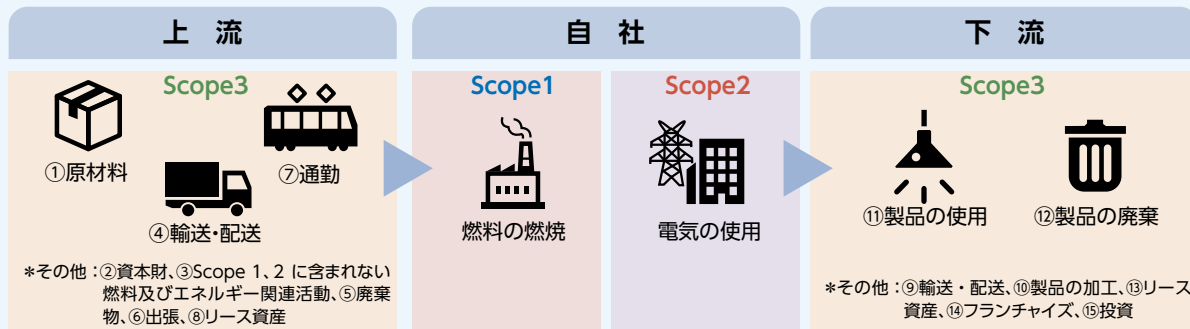 上 流
Scope3
①原材料
⑦通勤
④輸送・配送
*その他：②資本財、③Scope 1、2 に含まれない
燃料及びエネルギー関連活動、⑤廃棄
物、⑥出張、⑧リース資産
自 社
Scope1
燃料の燃焼
Scope2
電気の使用
下 流
Scope3
⑪製品の使用
⑫製品の廃棄
*その他：⑨輸送・配送、⑩製品の加工、⑬リース
資産、⑭フランチャイズ、⑮投資